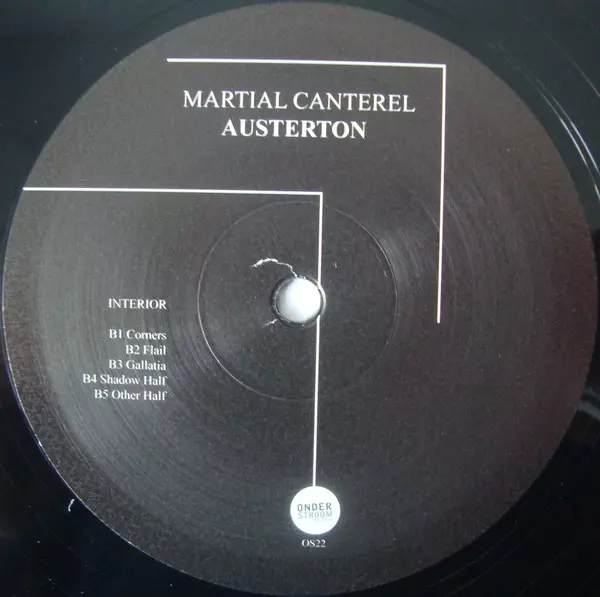 MARTIAL CANTEREL
AUSTERTON
INTERIOR
B1 Corners
B2 Flail
B3 Gallatia
B4 Shadow Half
B5 Other Half
ONDER
STROOM
OS22